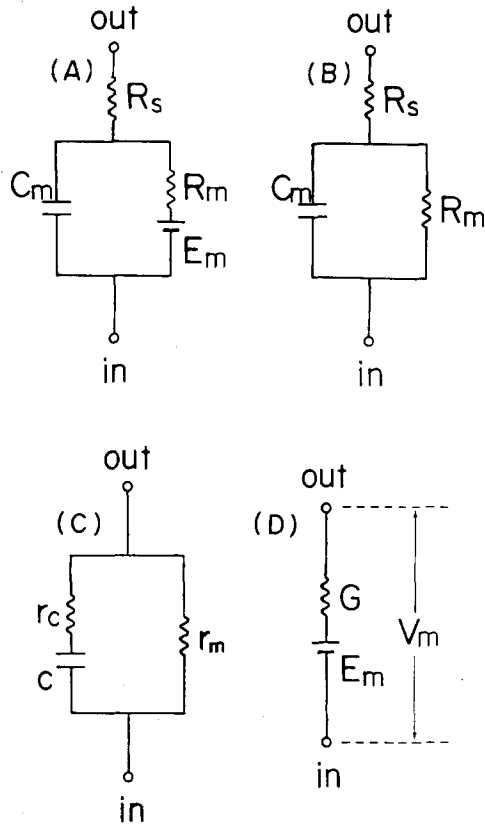 out
(A)
Rs
Cm
Rm
Em
in
out
(B)
Rs
Cm
Rm
in
out
(C)
rc
c
rm
in
out
(D)
G
Em
Vm
in